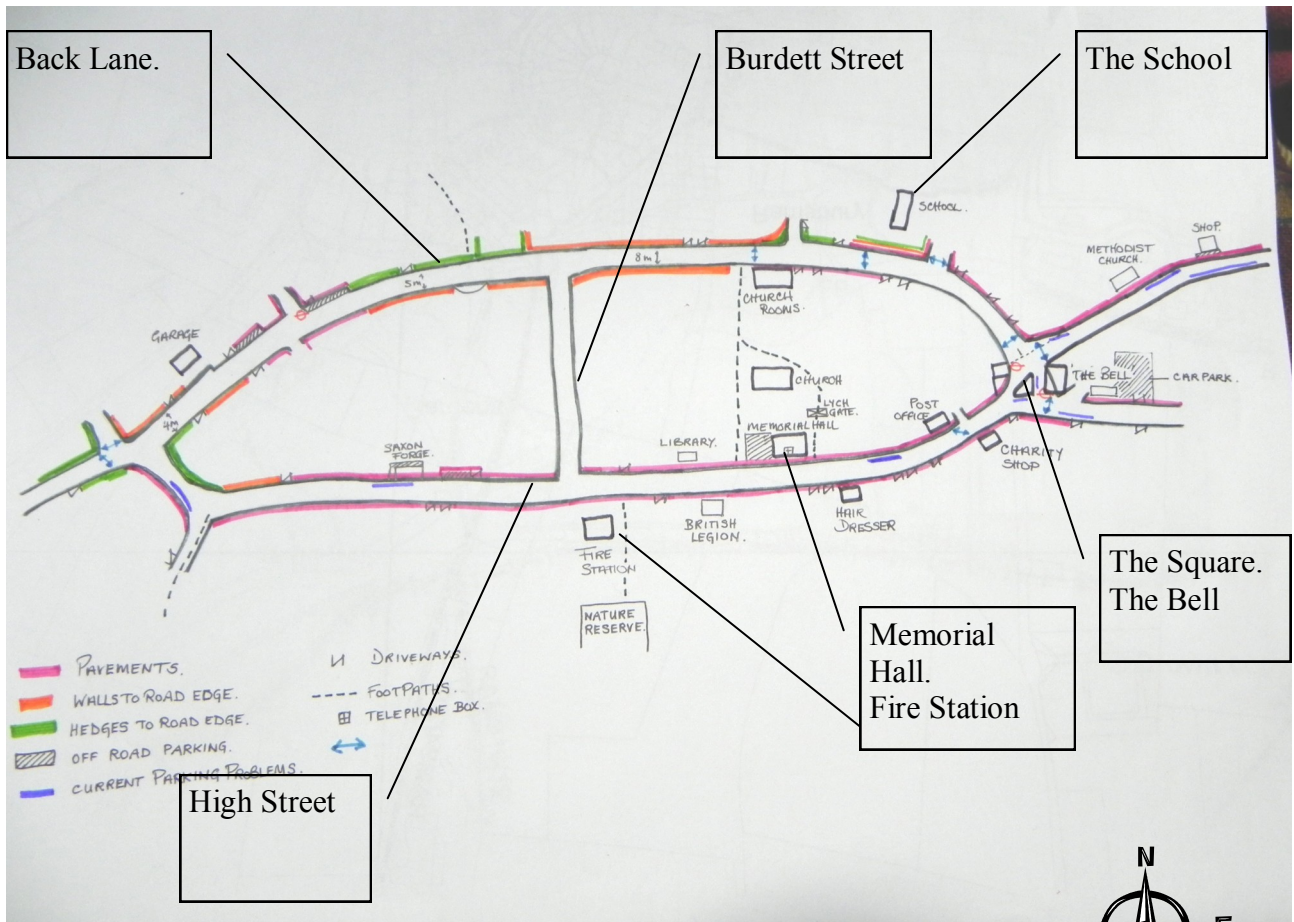 Back Lane.
Burdett Street
The School
SCHOOL.
SHOP.
METHODIST
CHURCH.
8m
5m
CHURCH
ROOMS.
GARAGE
CHURCH
'THE BELL'
CAR PARK.
LYCH
GATE.
POST
OFFICE
4m
MEMORIAL HALL
LIBRARY.
SAXON
FORGE.
CHARITY
SHOP
HAIR
DRESSER
BRITISH
LEGION.
FIRE
STATION
NATURE
RESERVE.
The Square.
The Bell
Memorial
Hall.
Fire Station
PAVEMENTS.
WALLS TO ROAD EDGE.
HEDGES TO ROAD EDGE.
OFF ROAD PARKING.
CURRENT PARKING PROBLEMS.
DRIVEWAYS.
FOOTPATHS.
TELEPHONE BOX.
High Street
N